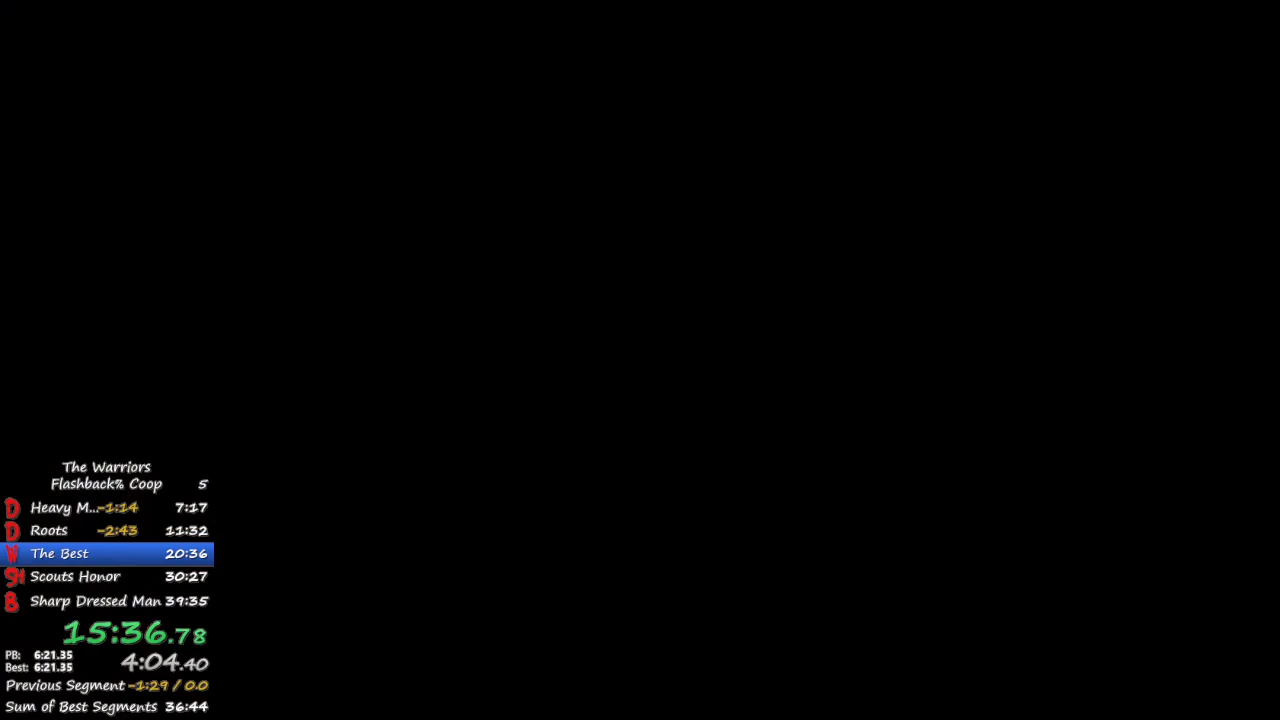 The Warriors
Flashback% Coop 5
D Heavy M... -1:14 7:17
D Roots -2:43 11:32
W The Best 20:36
Scouts Honor 30:27
B Sharp Dressed Man 39:35
15:36.78
PB: 6:21.35
Best: 6:21.35 4:04.40
Previous Segment -1:29 / 0.0
Sum of Best Segments 36:44